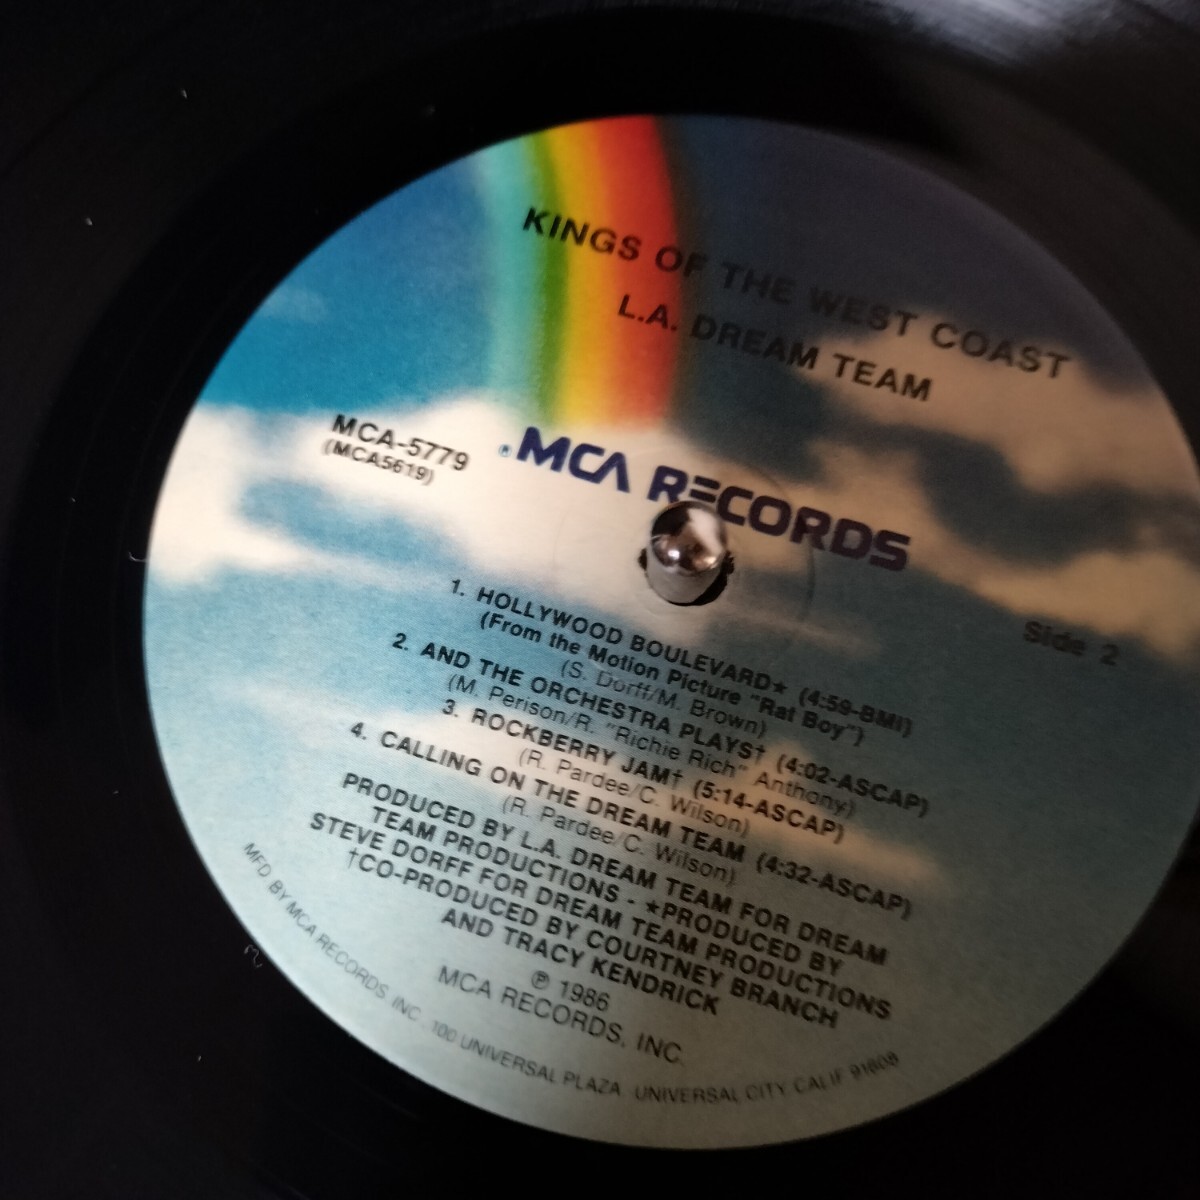 KINGS OF THE WEST COAST
L.A. DREAM TEAM
MCA-5779
(MCA5619)
® MCA RECORDS
Side 2
1. HOLLYWOOD BOULEVARD★ (4:59-BMI)
(From the Motion Picture "Rat Boy")
(S. Dorff/M. Brown)
2. AND THE ORCHESTRA PLAYS† (4:02-ASCAP)
(M. Perison/R. "Richie Rich" Anthony)
3. ROCKBERRY JAM† (5:14-ASCAP)
(R. Pardee/C. Wilson)
4. CALLING ON THE DREAM TEAM (4:32-ASCAP)
(R. Pardee/C. Wilson)
PRODUCED BY L.A. DREAM TEAM FOR DREAM
TEAM PRODUCTIONS - ★PRODUCED BY
STEVE DORFF FOR DREAM TEAM PRODUCTIONS
†CO-PRODUCED BY COURTNEY BRANCH
AND TRACY KENDRICK
℗ 1986
MCA RECORDS, INC.
MFD BY MCA RECORDS, INC. 100 UNIVERSAL PLAZA UNIVERSAL CITY CALIF 91608